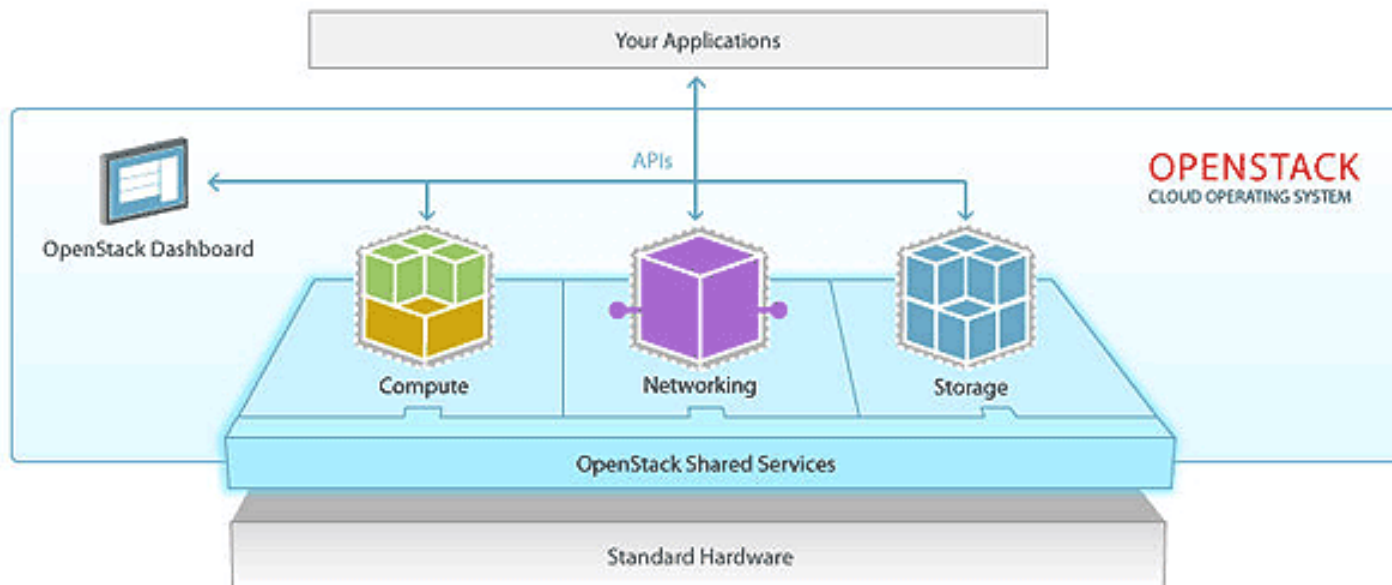 Your Applications
APIs
OPENSTACK
CLOUD OPERATING SYSTEM
OpenStack Dashboard
Compute
Networking
Storage
OpenStack Shared Services
Standard Hardware